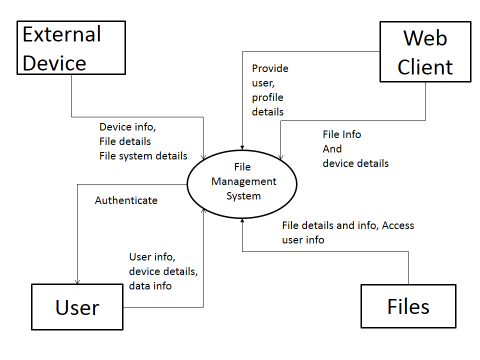 External
Device
Web
Client
Provide
user,
profile
details
Device info,
File details
File system details
File Info
And
device details
File
Management
System
Authenticate
File details and info, Access
user info
User info,
device details,
data info
User
Files